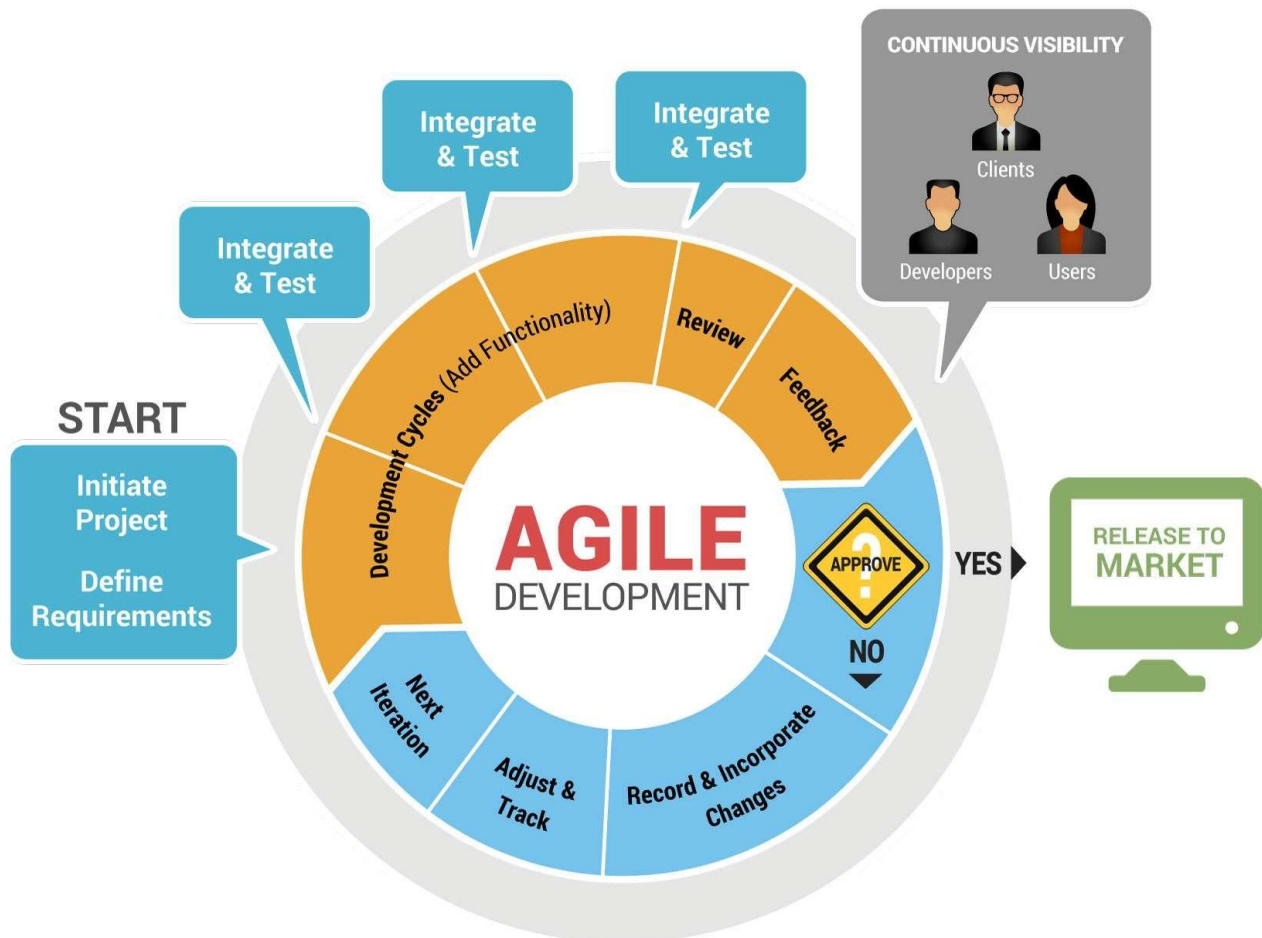 CONTINUOUS VISIBILITY
Clients
Developers
Users
Integrate
& Test
Integrate
& Test
Integrate
& Test
START
Initiate
Project
Define
Requirements
Development Cycles (Add Functionality)
Review
Feedback
AGILE
DEVELOPMENT
?
APPROVE
YES
NO
RELEASE TO
MARKET
Record & Incorporate
Changes
Adjust &
Track
Next
Iteration